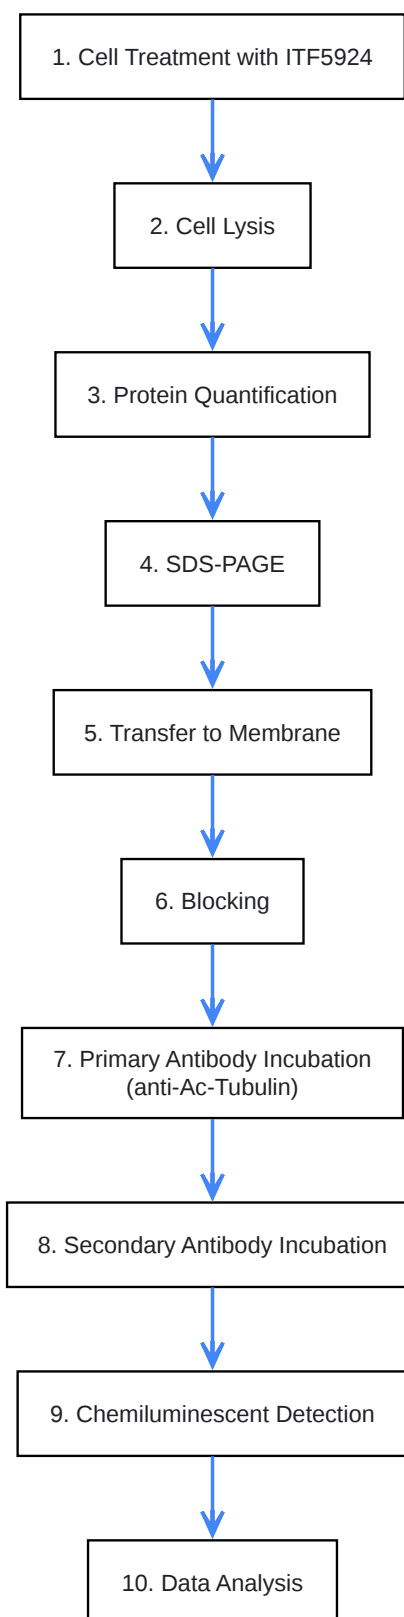 1. Cell Treatment with ITF5924
2. Cell Lysis
3. Protein Quantification
4. SDS-PAGE
5. Transfer to Membrane
6. Blocking
7. Primary Antibody Incubation
(anti-Ac-Tubulin)
8. Secondary Antibody Incubation
9. Chemiluminescent Detection
10. Data Analysis